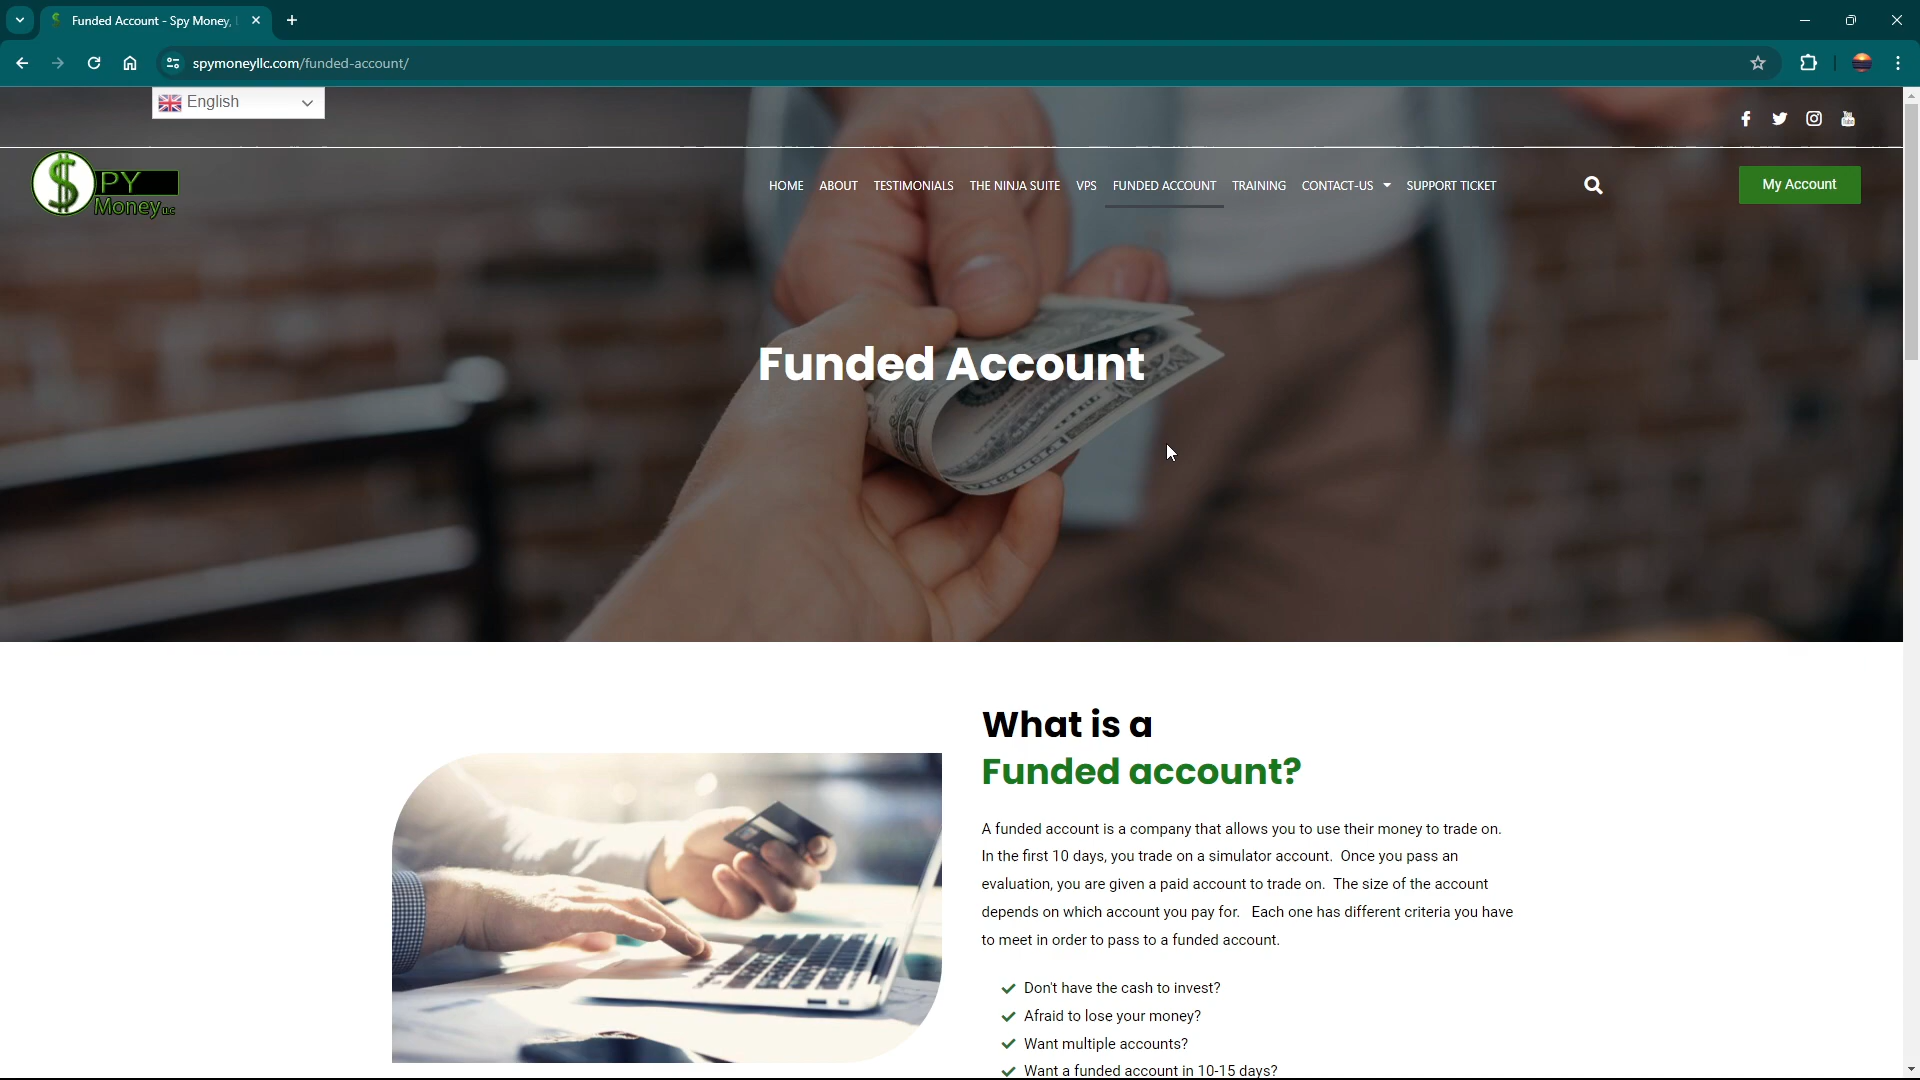 Funded Account - Spy Money,
spymoneyllc.com/funded-account/
English
$PY
Money LLC
HOME ABOUT TESTIMONIALS THE NINJA SUITE VPS FUNDED ACCOUNT TRAINING CONTACT-US SUPPORT TICKET
My Account
Funded Account
What is a
Funded account?
A funded account is a company that allows you to use their money to trade on.
In the first 10 days, you trade on a simulator account. Once you pass an
evaluation, you are given a paid account to trade on. The size of the account
depends on which account you pay for. Each one has different criteria you have
to meet in order to pass to a funded account.
Don't have the cash to invest?
Afraid to lose your money?
Want multiple accounts?
Want a funded account in 10-15 days?